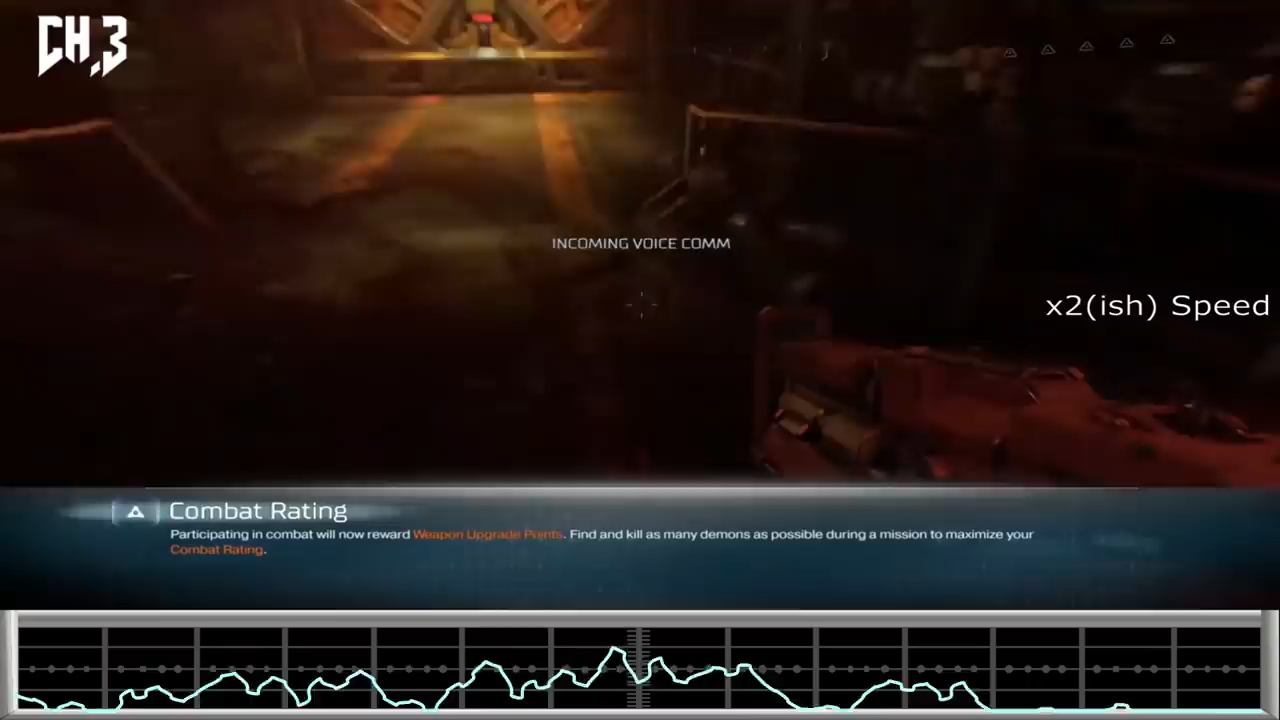 CH.3
INCOMING VOICE COMM
x2(ish) Speed
Combat Rating
Participating in combat will now reward Weapon Upgrade Points. Find and kill as many demons as possible during a mission to maximize your
Combat Rating.